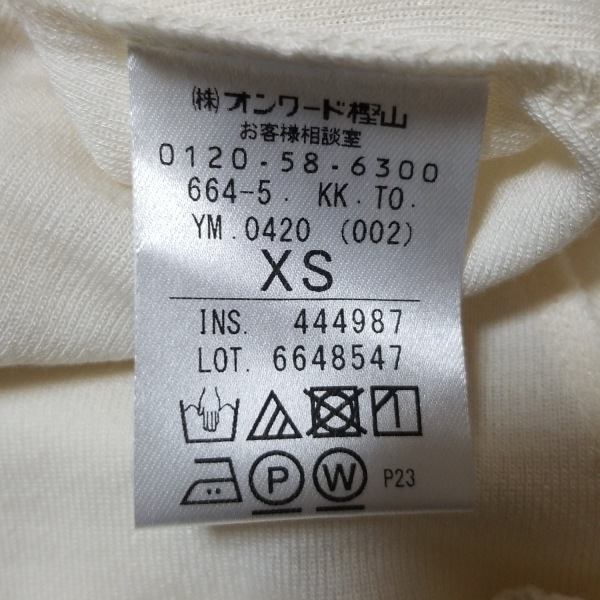 ㈱オンワード樫山
お客様相談室
0120-58-6300
664-5. KK.TO.
YM.0420 (002)
XS
INS. 444987
LOT. 6648547
P W P23